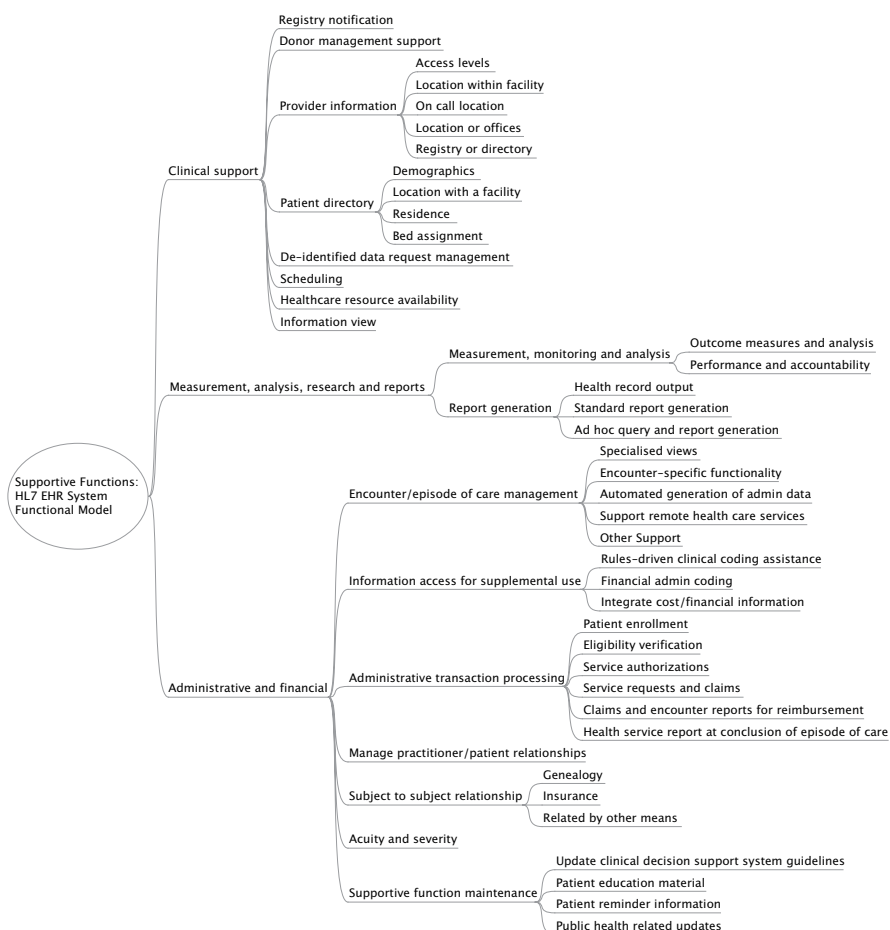 Registry notification
Donor management support
Access levels
Location within facility
Provider information
On call location
Location or offices
Registry or directory
Clinical support
Demographics
Location with a facility
Patient directory
Residence
Bed assignment
De-identified data request management
Scheduling
Healthcare resource availability
Information view
Outcome measures and analysis
Measurement, monitoring and analysis
Performance and accountability
Measurement, analysis, research and reports
Health record output
Report generation
Standard report generation
Ad hoc query and report generation
Supportive Functions:
HL7 EHR System
Functional Model
Specialised views
Encounter-specific functionality
Encounter/episode of care management
Automated generation of admin data
Support remote health care services
Other Support
Rules-driven clinical coding assistance
Information access for supplemental use
Financial admin coding
Integrate cost/financial information
Patient enrollment
Eligibility verification
Service authorizations
Administrative and financial
Administrative transaction processing
Service requests and claims
Claims and encounter reports for reimbursement
Health service report at conclusion of episode of care
Manage practitioner/patient relationships
Genealogy
Subject to subject relationship
Insurance
Related by other means
Acuity and severity
Update clinical decision support system guidelines
Patient education material
Supportive function maintenance
Patient reminder information
Public health related updates